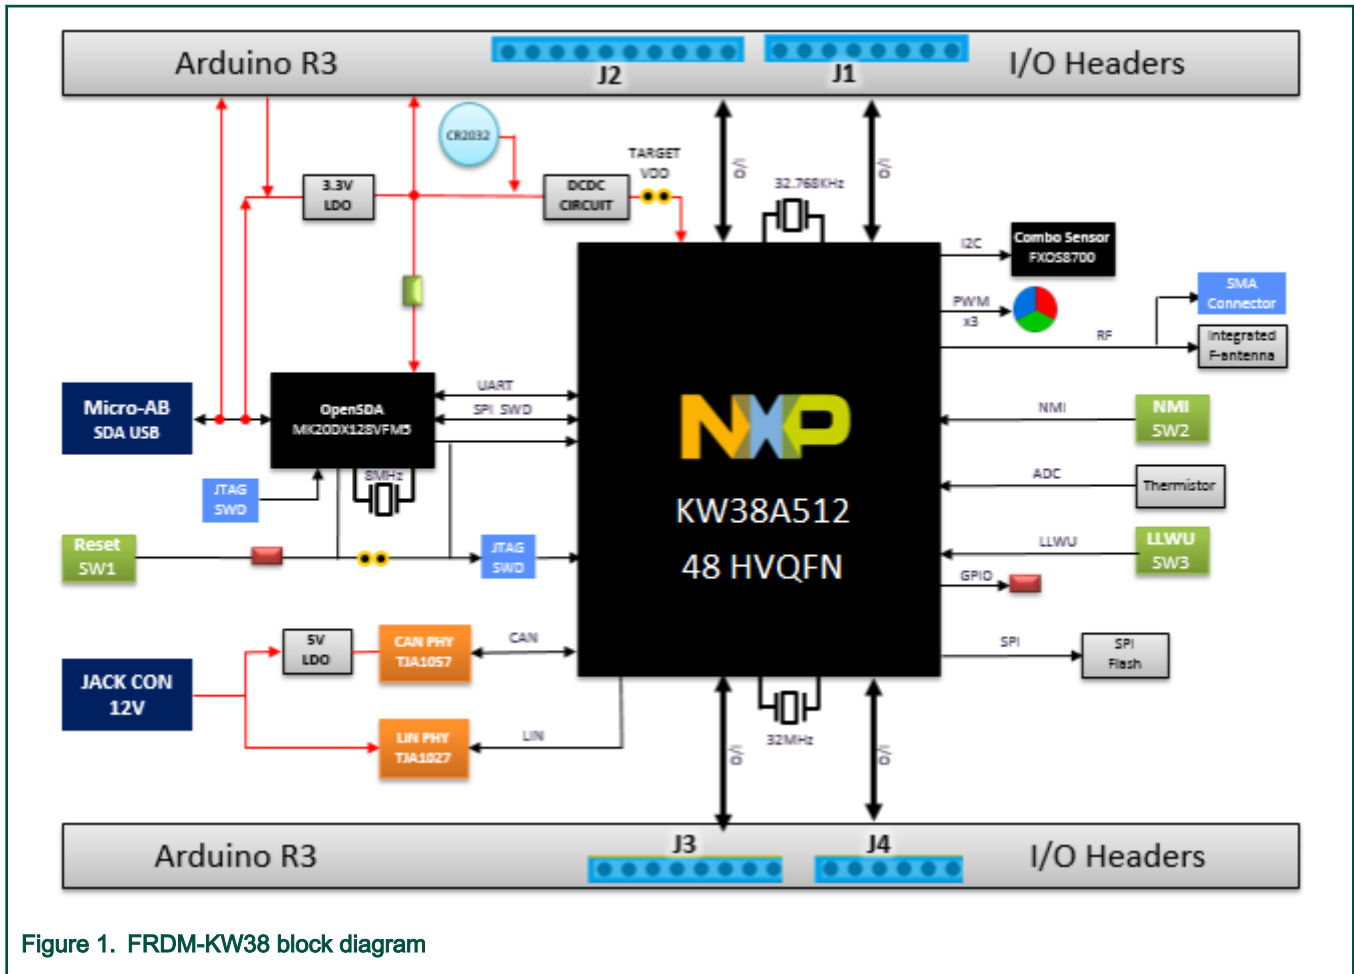 Arduino R3
J2
J1
I/O Headers
CR2032
TARGET
VDD
3.3V
LDO
DCDC
CIRCUIT
I/O
32.768KHz
I/O
I2C
Combo Sensor
FXOS8700
PWM
x3
SMA
Connector
RF
Integrated
F-antenna
Micro-AB
SDA USB
OpenSDA
MK20DX128VFM5
UART
SPI SWD
NXP
NMI
NMI
SW2
8MHz
JTAG
SWD
ADC
Thermistor
KW38A512
48 HVQFN
Reset
SW1
JTAG
SWD
LLWU
LLWU
SW3
GPIO
5V
LDO
CAN PHY
TJA1057
CAN
SPI
SPI
Flash
JACK CON
12V
LIN PHY
TJA1027
LIN
32MHz
I/O
I/O
Arduino R3
J3
J4
I/O Headers
Figure 1. FRDM-KW38 block diagram